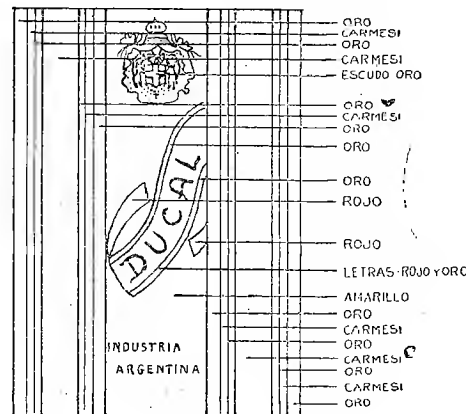 ORO
CARMESI
ORO
CARMESI
ESCUDO ORO
ORO
CARMESI
ORO
ORO
ORO
ROJO
ROJO
LETRAS-ROJO Y ORO
AMARILLO
ORO
CARMESI
ORO
CARMESI
ORO
CARMESI
ORO
DUCAL
INDUSTRIA
ARGENTINA